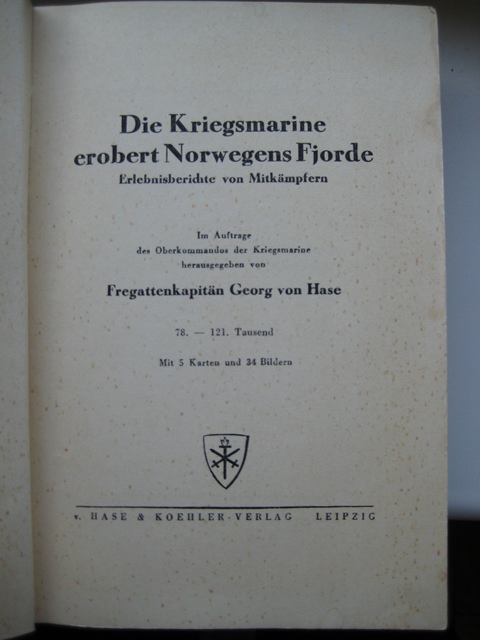 Die Kriegsmarine
erobert Norwegens Fjorde
Erlebnisberichte von Mitkämpfern
Im Auftrage
des Oberkommandos der Kriegsmarine
herausgegeben von
Fregattenkapitän Georg von Hase
78. — 121. Tausend
Mit 5 Karten und 34 Bildern
v. HASE & KOEHLER-VERLAG LEIPZIG